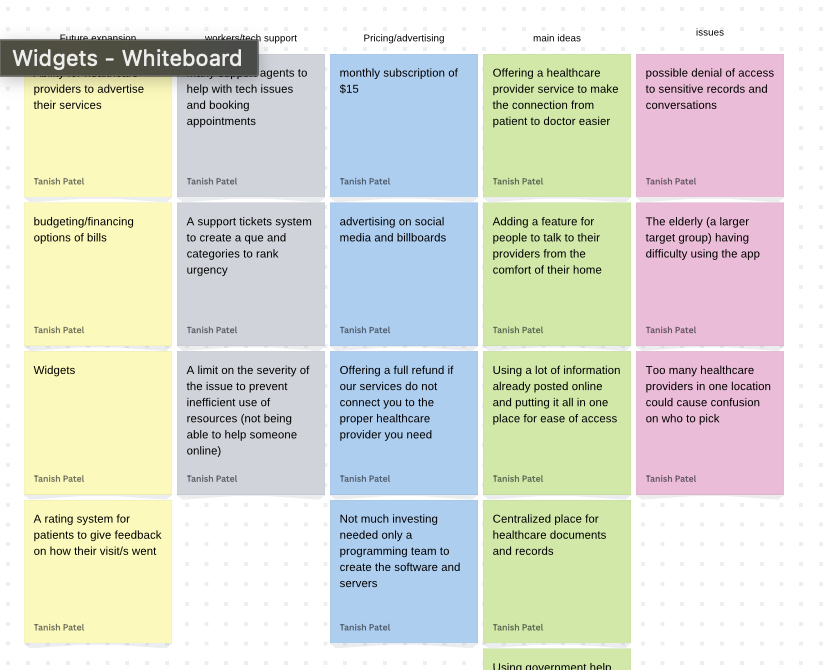 Future expansion
workers/tech support
Pricing/advertising
main ideas
issues
Widgets - Whiteboard
providers to advertise
their services
Tanish Patel
budgeting/financing
options of bills
Tanish Patel
Widgets
Tanish Patel
A rating system for
patients to give feedback
on how their visit/s went
Tanish Patel
many support agents to
help with tech issues
and booking
appointments
Tanish Patel
A support tickets system
to create a que and
categories to rank
urgency
Tanish Patel
A limit on the severity of
the issue to prevent
inefficient use of
resources (not being
able to help someone
online)
Tanish Patel
monthly subscription of
$15
Tanish Patel
advertising on social
media and billboards
Tanish Patel
Offering a full refund if
our services do not
connect you to the
proper healthcare
provider you need
Tanish Patel
Not much investing
needed only a
programming team to
create the software and
servers
Tanish Patel
Offering a healthcare
provider service to make
the connection from
patient to doctor easier
Tanish Patel
Adding a feature for
people to talk to their
providers from the
comfort of their home
Tanish Patel
Using a lot of information
already posted online
and putting it all in one
place for ease of access
Tanish Patel
Centralized place for
healthcare documents
and records
Tanish Patel
Using government help
possible denial of access
to sensitive records and
conversations
Tanish Patel
The elderly (a larger
target group) having
difficulty using the app
Tanish Patel
Too many healthcare
providers in one location
could cause confusion
on who to pick
Tanish Patel